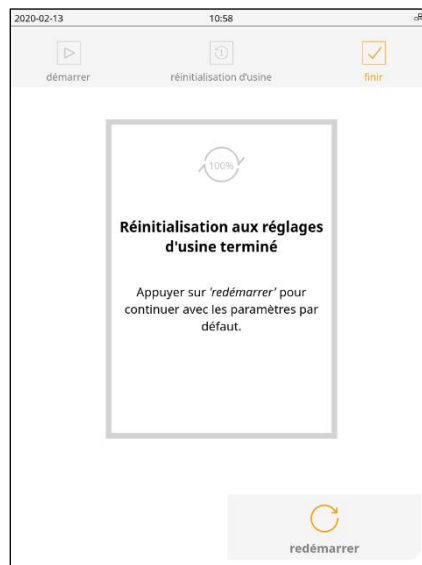 2020-02-13 10:58
démarrer réinitialisation d'usine finir
100%
Réinitialisation aux réglages
d'usine terminé
Appuyer sur 'redémarrer' pour
continuer avec les paramètres par
défaut.
redémarrer